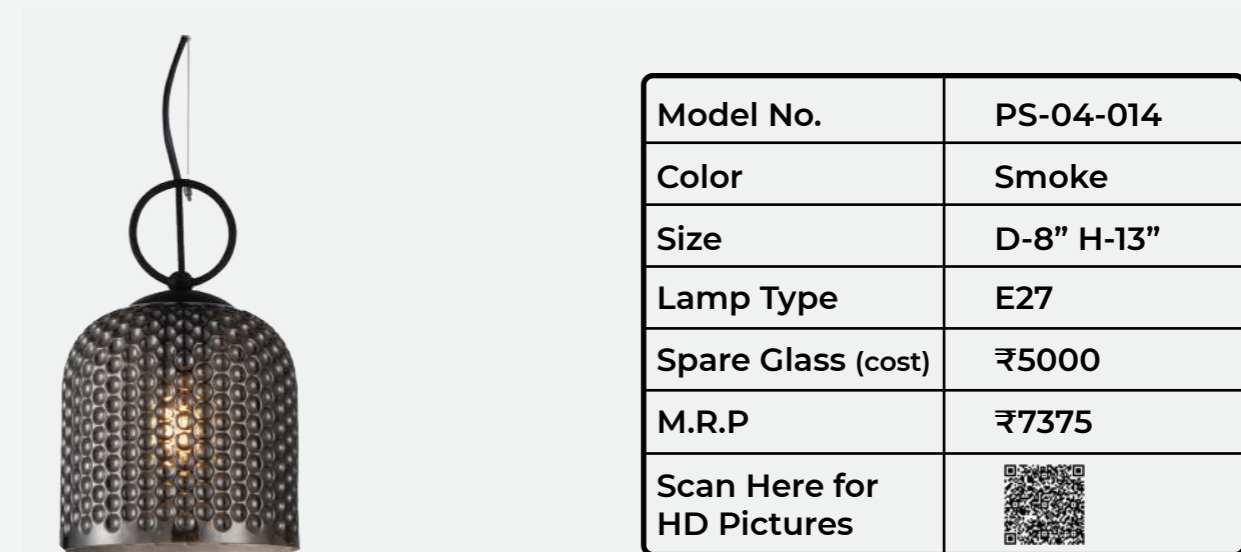 Model No. PS-04-014
Color Smoke
Size D-8” H-13”
Lamp Type E27
Spare Glass (cost) ₹5000
M.R.P ₹7375
Scan Here for
HD Pictures